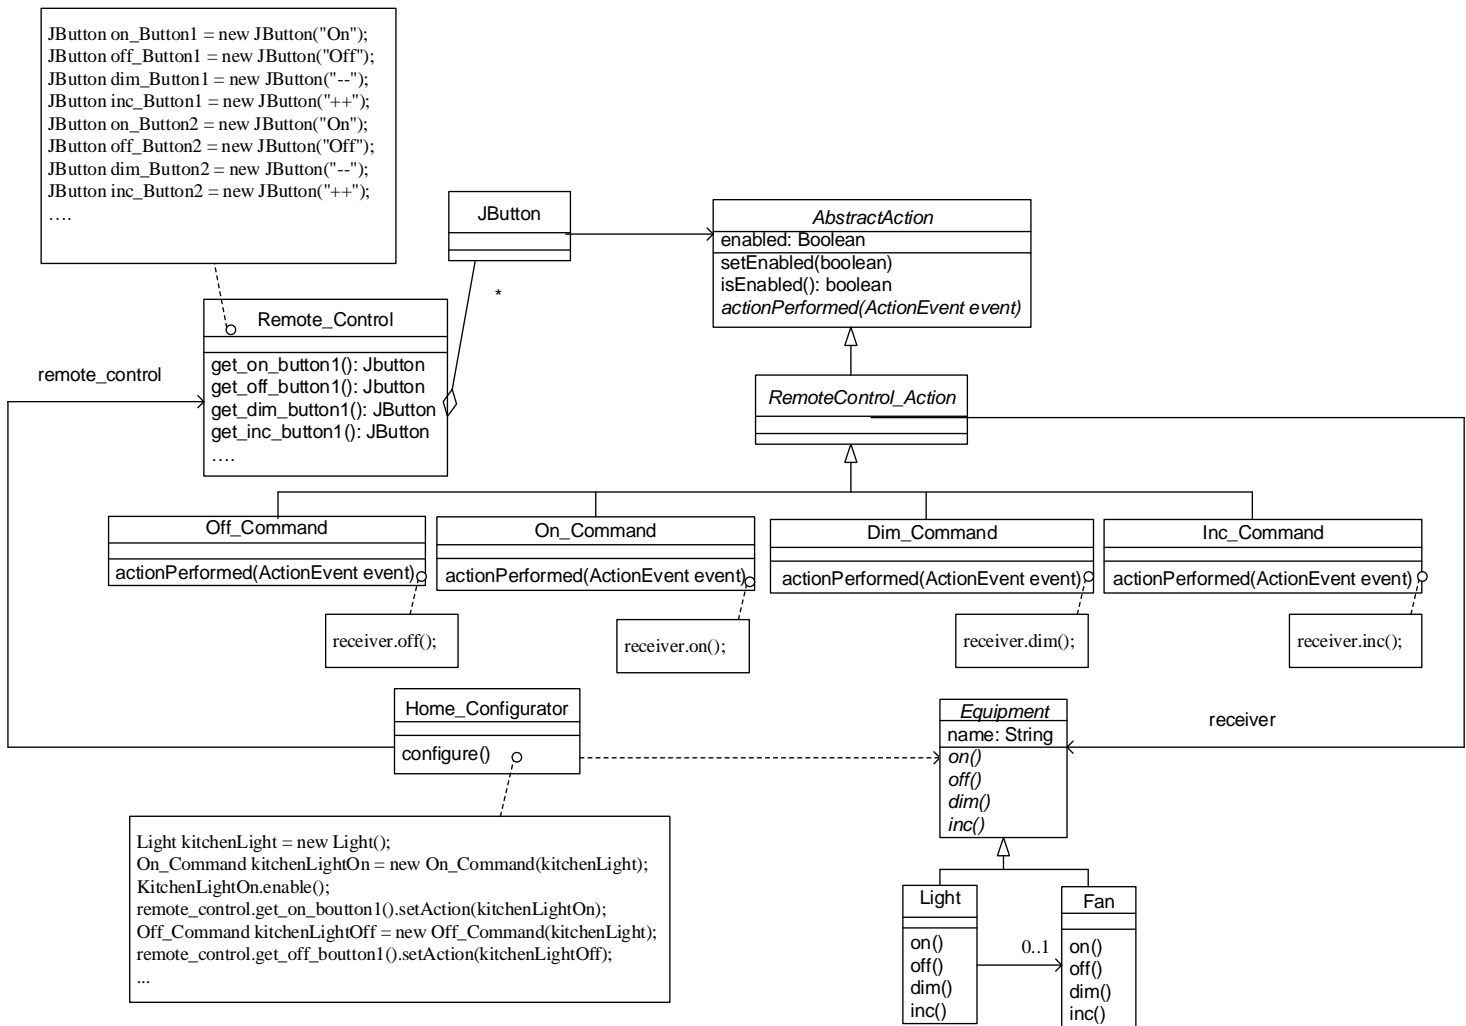 JButton on_Button1 = new JButton("On");
JButton off_Button1 = new JButton("Off");
JButton dim_Button1 = new JButton("--");
JButton inc_Button1 = new JButton("++");
JButton on_Button2 = new JButton("On");
JButton off_Button2 = new JButton("Off");
JButton dim_Button2 = new JButton("--");
JButton inc_Button2 = new JButton("++");
….
JButton
*
AbstractAction
enabled: Boolean
setEnabled(boolean)
isEnabled(): boolean
actionPerformed(ActionEvent event)
Remote_Control
get_on_button1(): Jbutton
get_off_button1(): Jbutton
get_dim_button1(): JButton
get_inc_button1(): JButton
….
remote_control
RemoteControl_Action
Off_Command
actionPerformed(ActionEvent event)
On_Command
actionPerformed(ActionEvent event)
Dim_Command
actionPerformed(ActionEvent event)
Inc_Command
actionPerformed(ActionEvent event)
receiver.off();
receiver.on();
receiver.dim();
receiver.inc();
Home_Configurator
configure()
Equipment
name: String
on()
off()
dim()
inc()
receiver
Light kitchenLight = new Light();
On_Command kitchenLightOn = new On_Command(kitchenLight);
KitchenLightOn.enable();
remote_control.get_on_boutton1().setAction(kitchenLightOn);
Off_Command kitchenLightOff = new Off_Command(kitchenLight);
remote_control.get_off_boutton1().setAction(kitchenLightOff);
...
Light
on()
off()
dim()
inc()
0..1
Fan
on()
off()
dim()
inc()